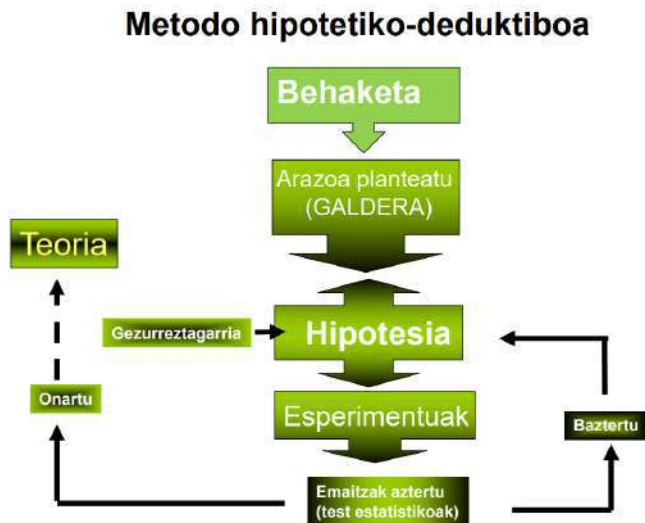 Metodo hipotetiko-deduktiboa
Behaketa
Arazoa planteatu
(GALDERA)
Teoria
Gezurreztagarria
Hipotesia
Onartu
Esperimentuak
Baztertu
Emaitzak aztertu
(test estatistikoak)